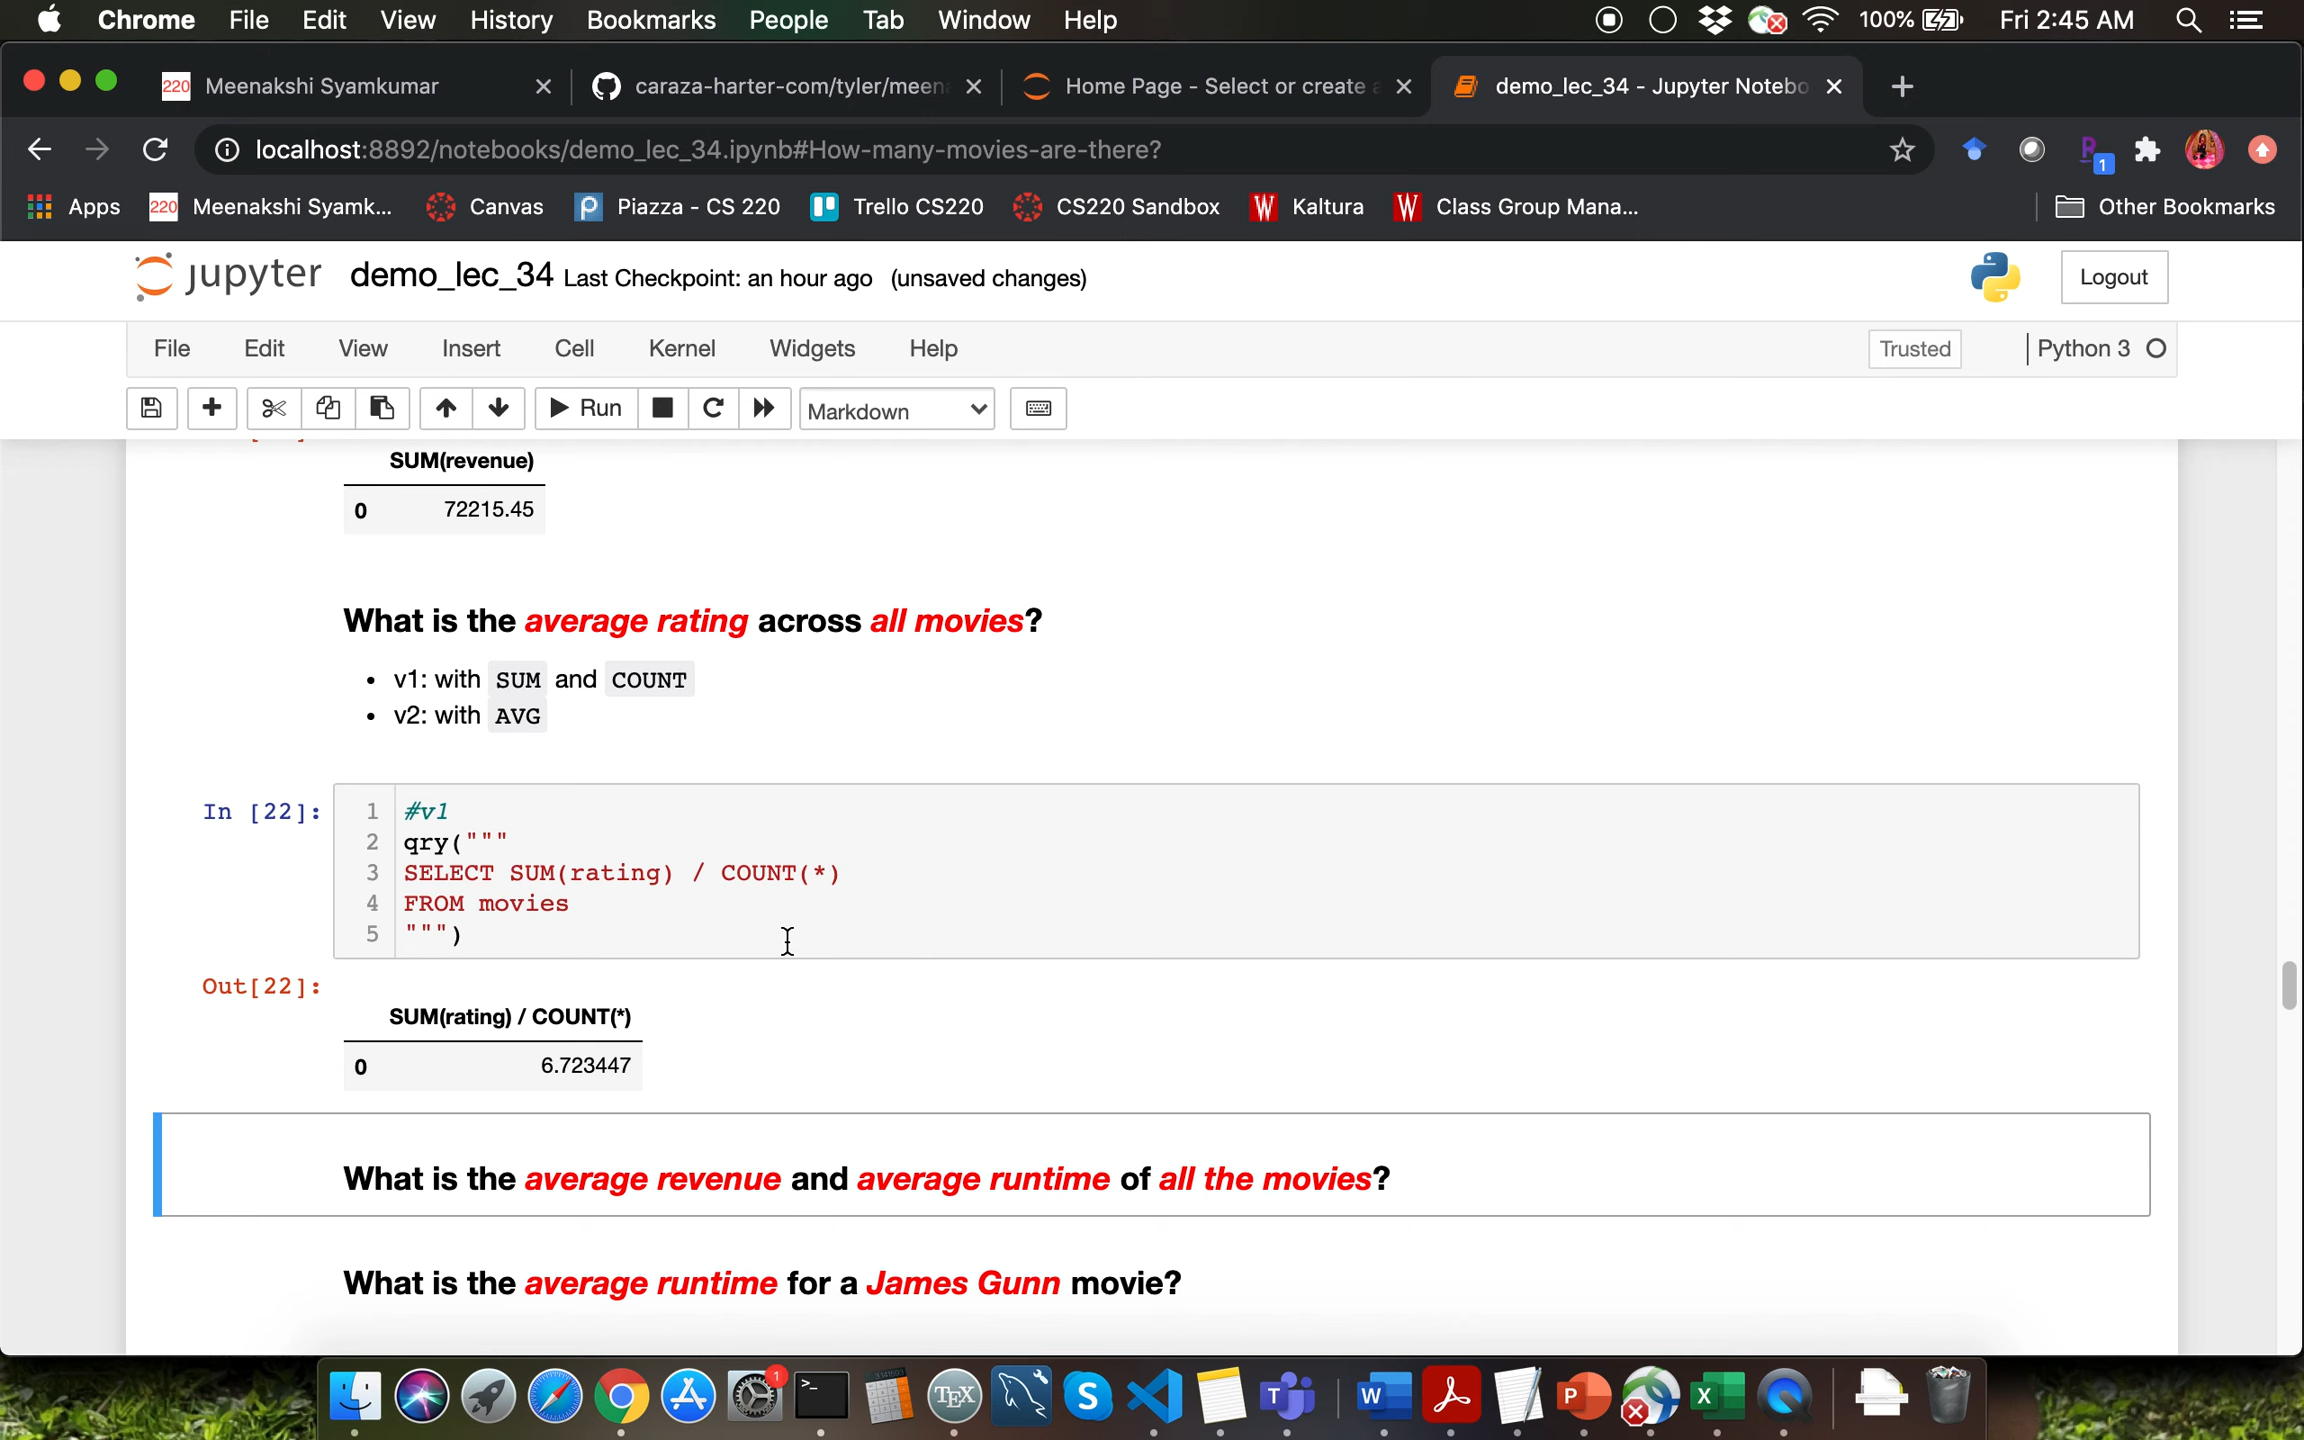 Chrome File Edit View History Bookmarks People Tab Window Help 100% Fri 2:45 AM
220 Meenakshi Syamkumar caraza-harter-com/tyler/meen Home Page - Select or create a demo_lec_34 - Jupyter Notebo
localhost:8892/notebooks/demo_lec_34.ipynb#How-many-movies-are-there? 1
Apps 220 Meenakshi Syamk... Canvas Piazza - CS 220 Trello CS220 CS220 Sandbox Kaltura Class Group Mana... Other Bookmarks
jupyter demo_lec_34 Last Checkpoint: an hour ago (unsaved changes) Logout
File Edit View Insert Cell Kernel Widgets Help Trusted Python 3
Run Markdown
SUM(revenue)
0 72215.45
What is the average rating across all movies?
• v1: with SUM and COUNT
• v2: with AVG
In [22]: 1 #v1
2 qry("""
3 SELECT SUM(rating) / COUNT(*)
4 FROM movies
5 """)
Out[22]:
SUM(rating) / COUNT(*)
0 6.723447
What is the average revenue and average runtime of all the movies?
What is the average runtime for a James Gunn movie?
1
TEX